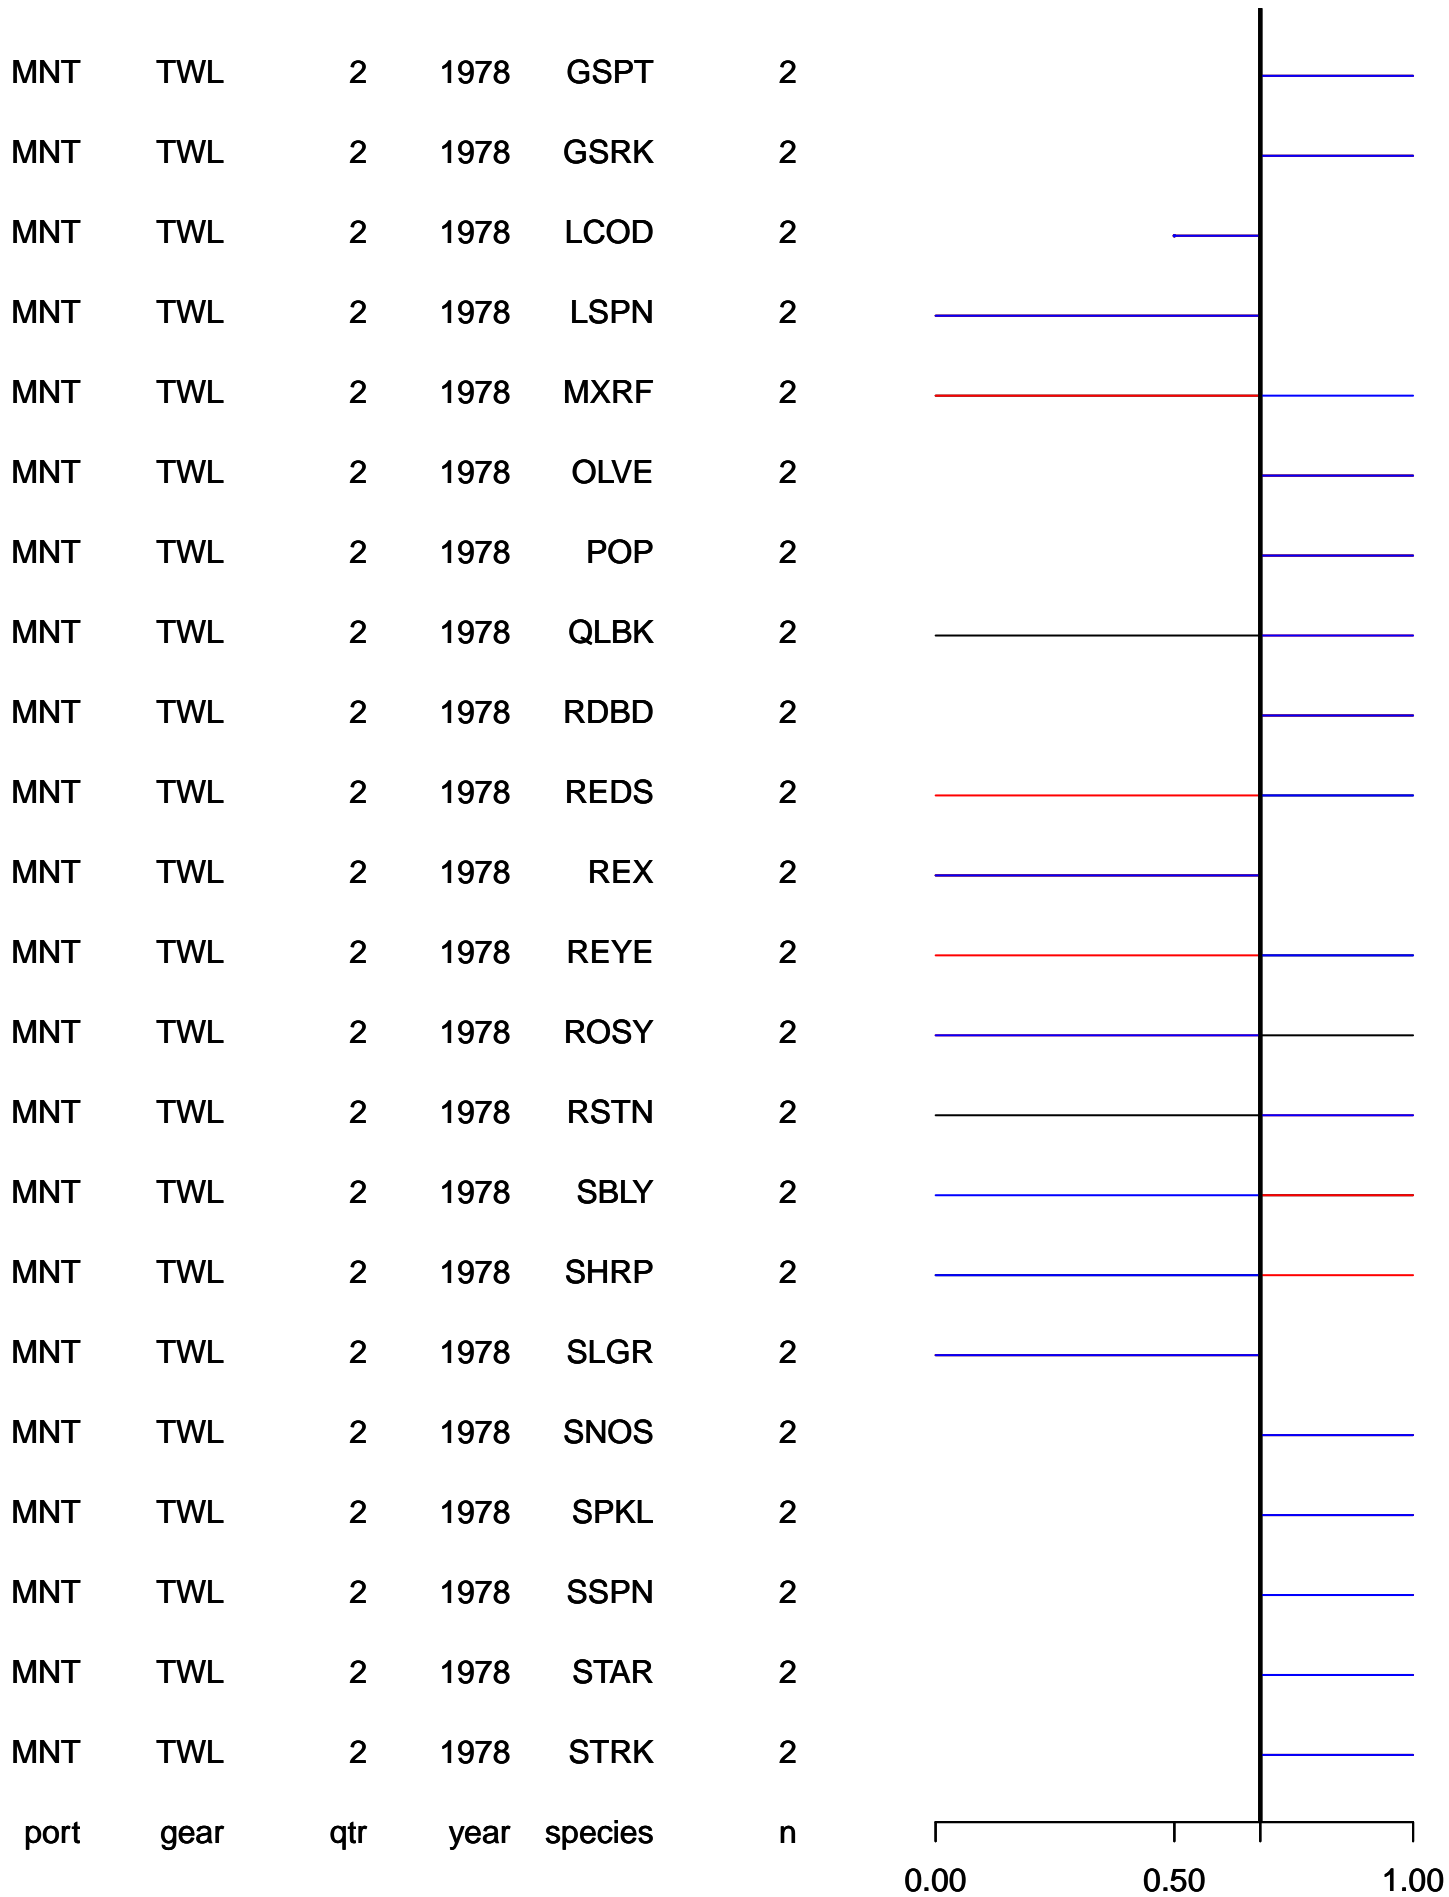 MNT TWL 2 1978 GSPT 2
MNT TWL 2 1978 GSRK 2
MNT TWL 2 1978 LCOD 2
MNT TWL 2 1978 LSPN 2
MNT TWL 2 1978 MXRF 2
MNT TWL 2 1978 OLVE 2
MNT TWL 2 1978 POP 2
MNT TWL 2 1978 QLBK 2
MNT TWL 2 1978 RDBD 2
MNT TWL 2 1978 REDS 2
MNT TWL 2 1978 REX 2
MNT TWL 2 1978 REYE 2
MNT TWL 2 1978 ROSY 2
MNT TWL 2 1978 RSTN 2
MNT TWL 2 1978 SBLY 2
MNT TWL 2 1978 SHRP 2
MNT TWL 2 1978 SLGR 2
MNT TWL 2 1978 SNOS 2
MNT TWL 2 1978 SPKL 2
MNT TWL 2 1978 SSPN 2
MNT TWL 2 1978 STAR 2
MNT TWL 2 1978 STRK 2
port gear qtr year species n
0.00 0.50 1.00